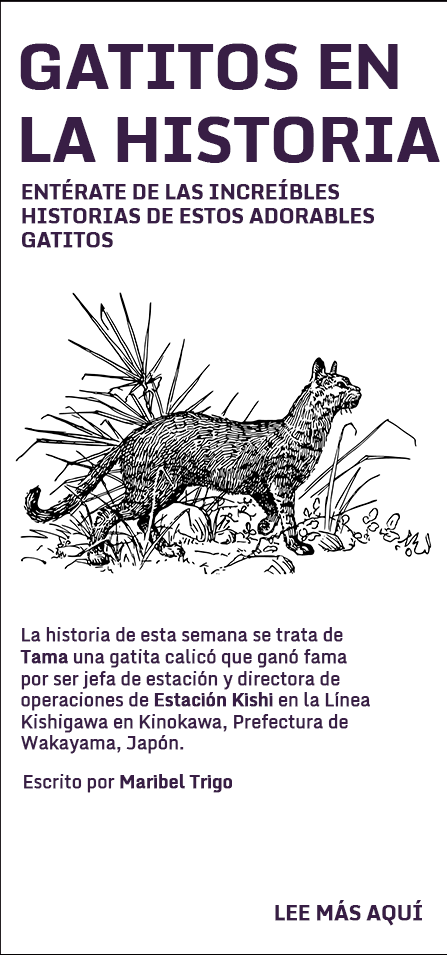 GATITOS EN
LA HISTORIA
ENTÉRATE DE LAS INCREÍBLES
HISTORIAS DE ESTOS ADORABLES
GATITOS
La historia de esta semana se trata de
Tama una gatita calicó que ganó fama
por ser jefa de estación y directora de
operaciones de Estación Kishi en la Línea
Kishigawa en Kinokawa, Prefectura de
Wakayama, Japón.
Escrito por Maribel Trigo
LEE MÁS AQUÍ